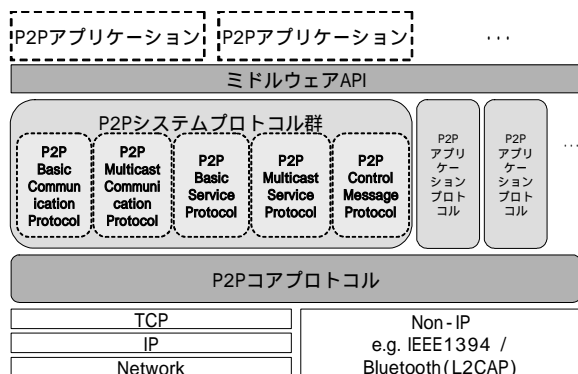 P2Pアプリケーション
P2Pアプリケーション
...
ミドルウェアAPI
P2Pシステムプロトコル群
P2P
Basic
Commun
ication
Protocol
P2P
Multicast
Communi
cation
Protocol
P2P
Basic
Service
Protocol
P2P
Multicast
Service
Protocol
P2P
Control
Message
Protocol
P2P
アプリ
ケー
ションプ
ロトコ
ル
P2P
アプリ
ケー
ションプ
ロトコ
ル
...
P2Pコアプロトコル
TCP
IP
Network
Non-IP
e.g. IEEE1394 /
Bluetooth(L2CAP)